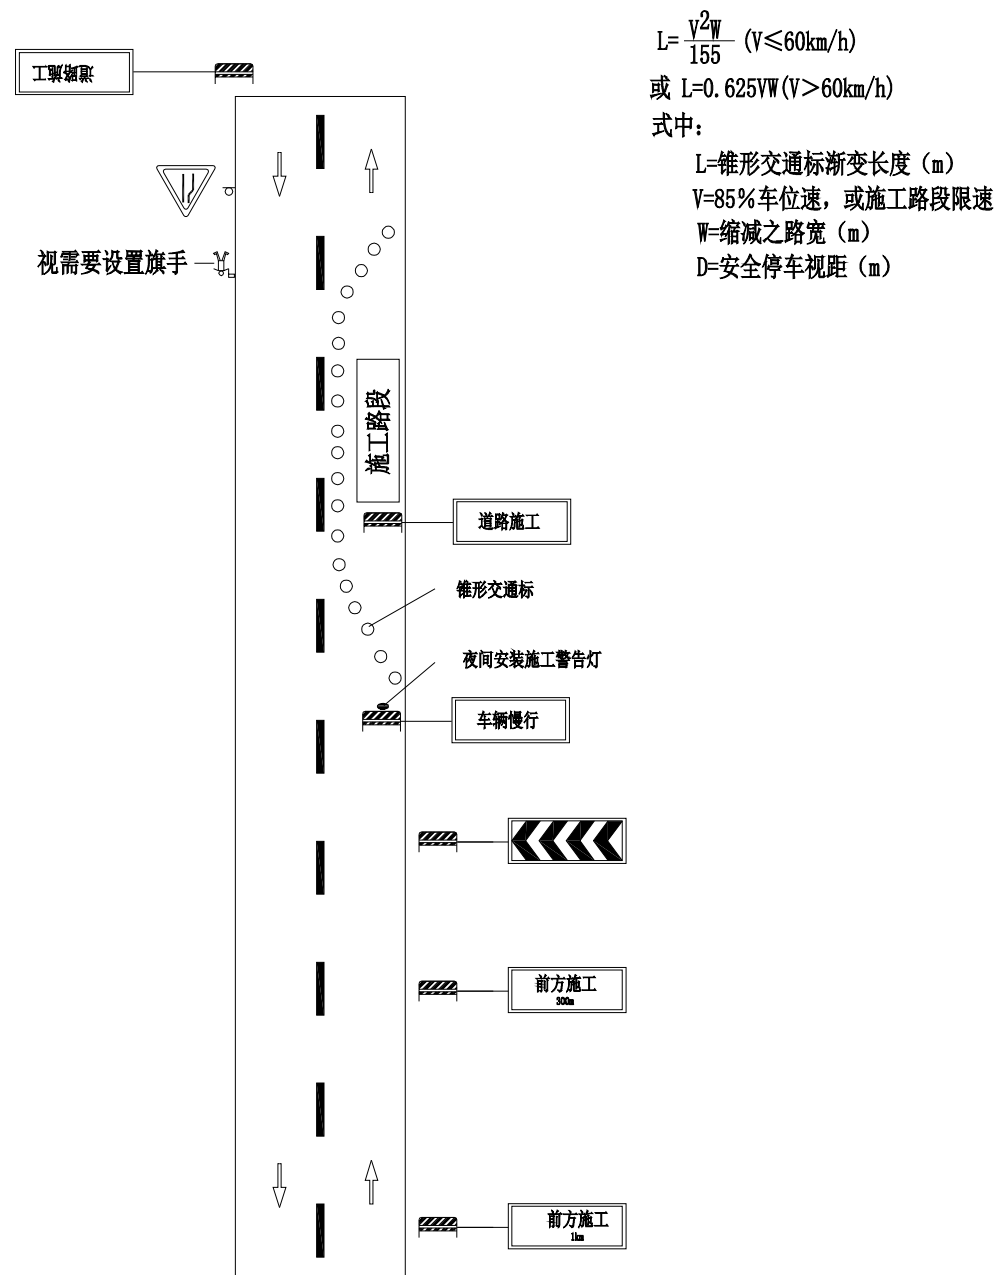 L=V²W/155 (V≤60km/h)
或 L=0.625VW(V>60km/h)
式中：
L=锥形交通标渐变长度（m）
V=85%车位速，或施工路段限速
W=缩减之路宽（m）
D=安全停车视距（m）
道路施工
视需要设置旗手
施工路段
道路施工
锥形交通标
夜间安装施工警告灯
车辆慢行
前方施工
300m
前方施工
1km